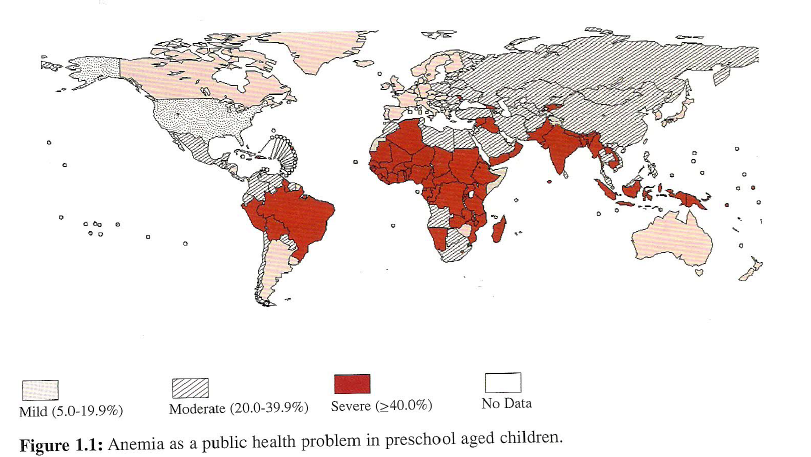 Mild (5.0-19.9%)
Moderate (20.0-39.9%)
Severe (≥40.0%)
No Data
Figure 1.1: Anemia as a public health problem in preschool aged children.